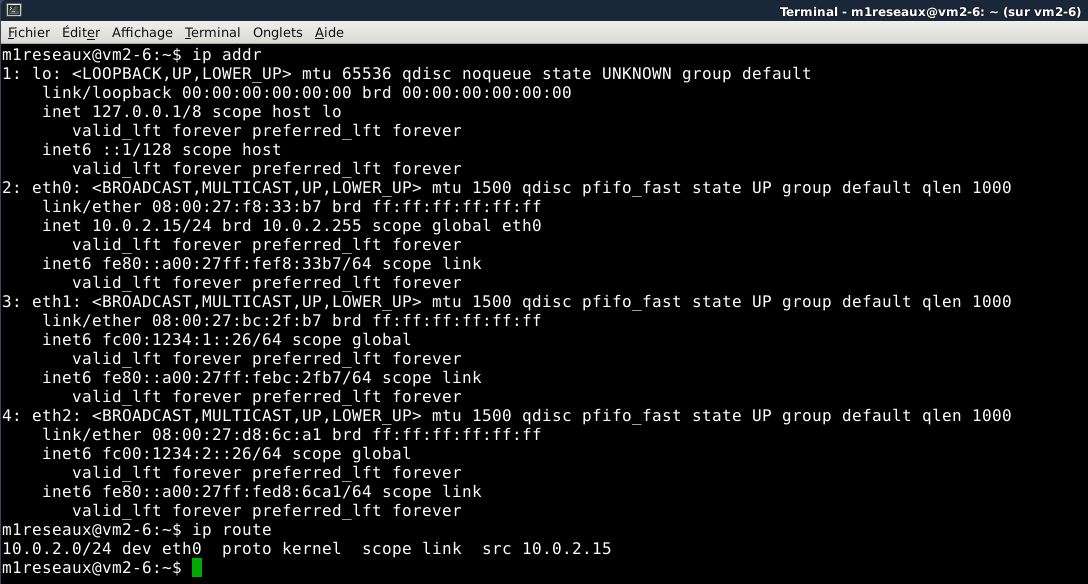 Terminal - m1reseaux@vm2-6: ~ (sur vm2-6)
Fichier Éditer Affichage Terminal Onglets Aide
m1reseaux@vm2-6:~$ ip addr
1: lo: <LOOPBACK,UP,LOWER_UP> mtu 65536 qdisc noqueue state UNKNOWN group default
    link/loopback 00:00:00:00:00:00 brd 00:00:00:00:00:00
    inet 127.0.0.1/8 scope host lo
       valid_lft forever preferred_lft forever
    inet6 ::1/128 scope host
       valid_lft forever preferred_lft forever
2: eth0: <BROADCAST,MULTICAST,UP,LOWER_UP> mtu 1500 qdisc pfifo_fast state UP group default qlen 1000
    link/ether 08:00:27:f8:33:b7 brd ff:ff:ff:ff:ff:ff
    inet 10.0.2.15/24 brd 10.0.2.255 scope global eth0
       valid_lft forever preferred_lft forever
    inet6 fe80::a00:27ff:fef8:33b7/64 scope link
       valid_lft forever preferred_lft forever
3: eth1: <BROADCAST,MULTICAST,UP,LOWER_UP> mtu 1500 qdisc pfifo_fast state UP group default qlen 1000
    link/ether 08:00:27:bc:2f:b7 brd ff:ff:ff:ff:ff:ff
    inet6 fc00:1234:1::26/64 scope global
       valid_lft forever preferred_lft forever
    inet6 fe80::a00:27ff:febc:2fb7/64 scope link
       valid_lft forever preferred_lft forever
4: eth2: <BROADCAST,MULTICAST,UP,LOWER_UP> mtu 1500 qdisc pfifo_fast state UP group default qlen 1000
    link/ether 08:00:27:d8:6c:a1 brd ff:ff:ff:ff:ff:ff
    inet6 fc00:1234:2::26/64 scope global
       valid_lft forever preferred_lft forever
    inet6 fe80::a00:27ff:fed8:6ca1/64 scope link
       valid_lft forever preferred_lft forever
m1reseaux@vm2-6:~$ ip route
10.0.2.0/24 dev eth0  proto kernel  scope link  src 10.0.2.15
m1reseaux@vm2-6:~$